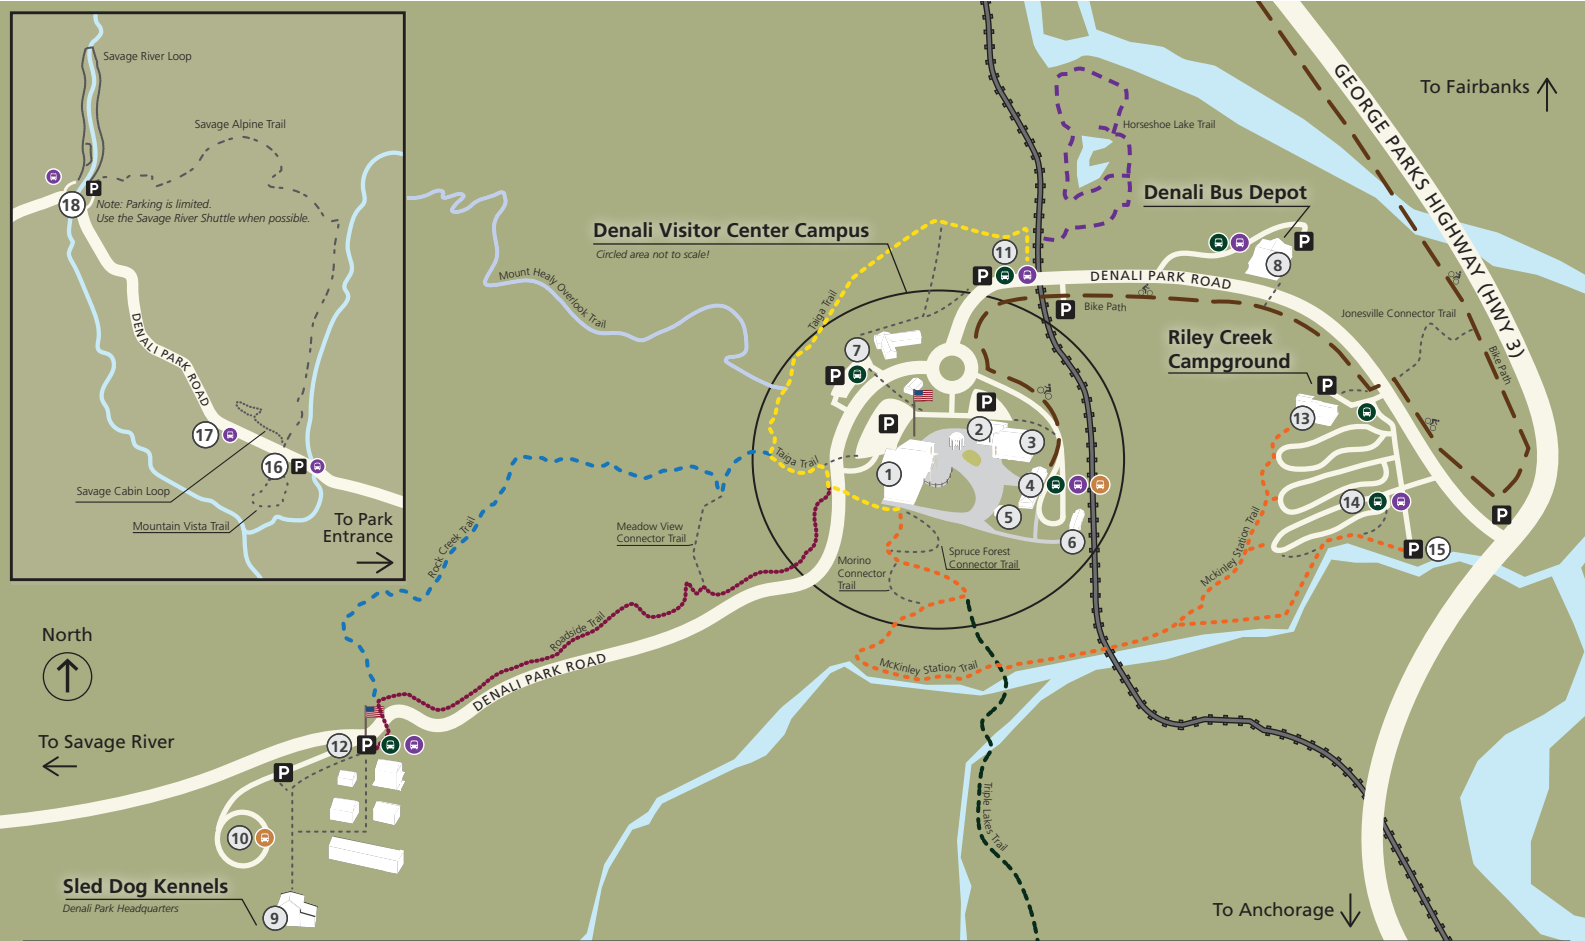 Savage River Loop
Savage Alpine Trail
P
18
Note: Parking is limited.
Use the Savage River Shuttle when possible.
DENALI PARK ROAD
17
16
P
Savage Cabin Loop
Mountain Vista Trail
To Park
Entrance
North
To Savage River
Mount Healy Overlook Trail
Denali Visitor Center Campus
Circled area not to scale!
Taiga Trail
11
P
Horseshoe Lake Trail
Denali Bus Depot
P
8
DENALI PARK ROAD
P
Bike Path
To Fairbanks
GEORGE PARKS HIGHWAY (HWY 3)
Jonesville Connector Trail
Bike Path
Riley Creek
Campground
P
13
14
P
15
P
McKinley Station Trail
7
P
P
P
2
3
1
4
5
6
Taiga Trail
Meadow View
Connector Trail
Rock Creek Trail
Roadside Trail
DENALI PARK ROAD
Morino
Connector
Trail
Spruce Forest
Connector Trail
McKinley Station Trail
Triple Lakes Trail
12
P
P
10
Sled Dog Kennels
Denali Park Headquarters
9
To Anchorage